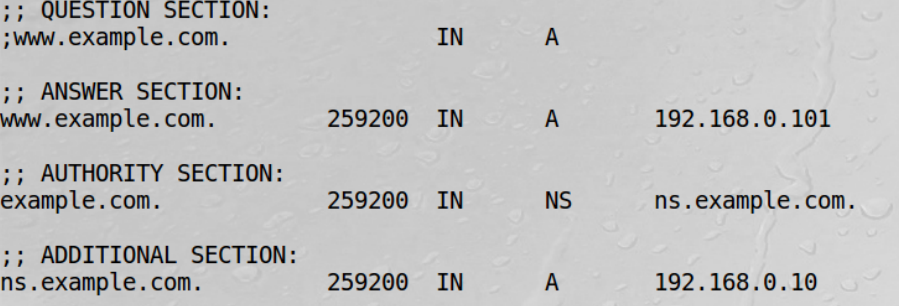 ;; QUESTION SECTION:
;www.example.com. IN A
;; ANSWER SECTION:
www.example.com. 259200 IN A 192.168.0.101
;; AUTHORITY SECTION:
example.com. 259200 IN NS ns.example.com.
;; ADDITIONAL SECTION:
ns.example.com. 259200 IN A 192.168.0.10